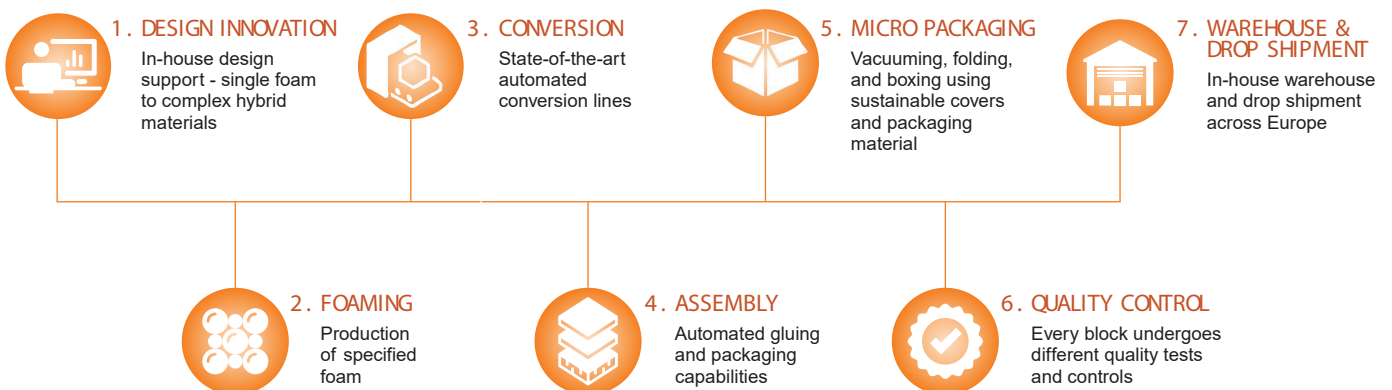 1. DESIGN INNOVATION
In-house design
support - single foam
to complex hybrid
materials
2. FOAMING
Production
of specified
foam
3. CONVERSION
State-of-the-art
automated
conversion lines
4. ASSEMBLY
Automated gluing
and packaging
capabilities
5. MICRO PACKAGING
Vacuuming, folding,
and boxing using
sustainable covers
and packaging
material
6. QUALITY CONTROL
Every block undergoes
different quality tests
and controls
7. WAREHOUSE &
DROP SHIPMENT
In-house warehouse
and drop shipment
across Europe